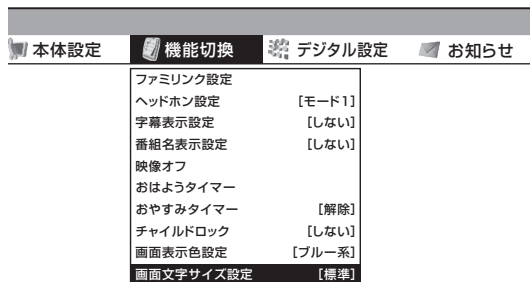 本体設定 機能切換 デジタル設定 お知らせ
ファミリンク設定
ヘッドホン設定 [モード1]
字幕表示設定 [しない]
番組名表示設定 [しない]
映像オフ
おはようタイマー
おやすみタイマー [解除]
チャイルドロック [しない]
画面表示色設定 [ブルー系]
画面文字サイズ設定 [標準]